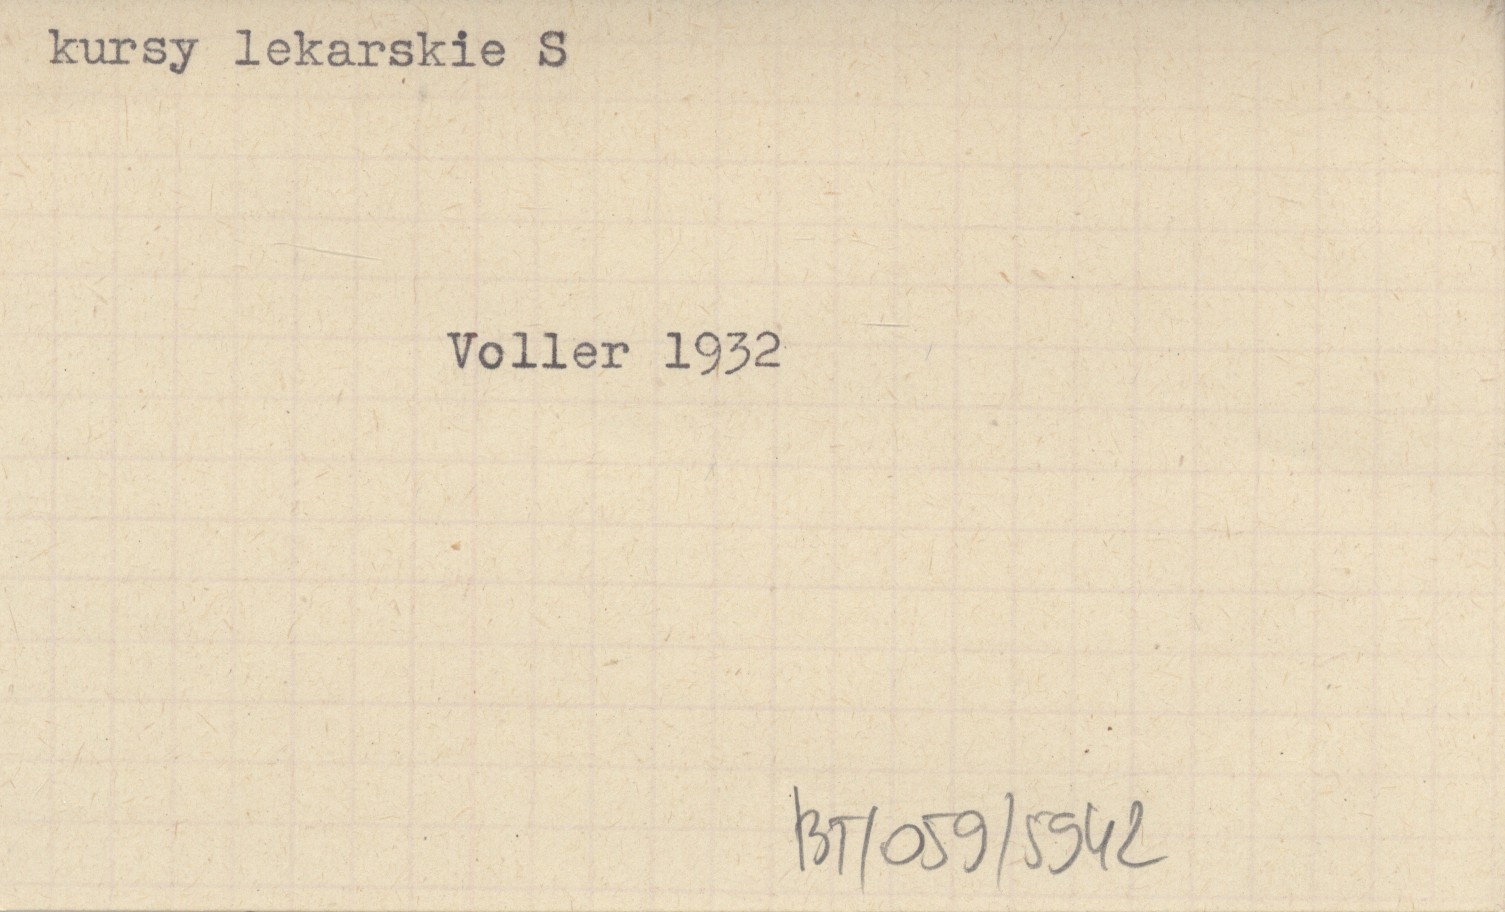 kursy lekarskie S
Voller 1932
BT/059/5942